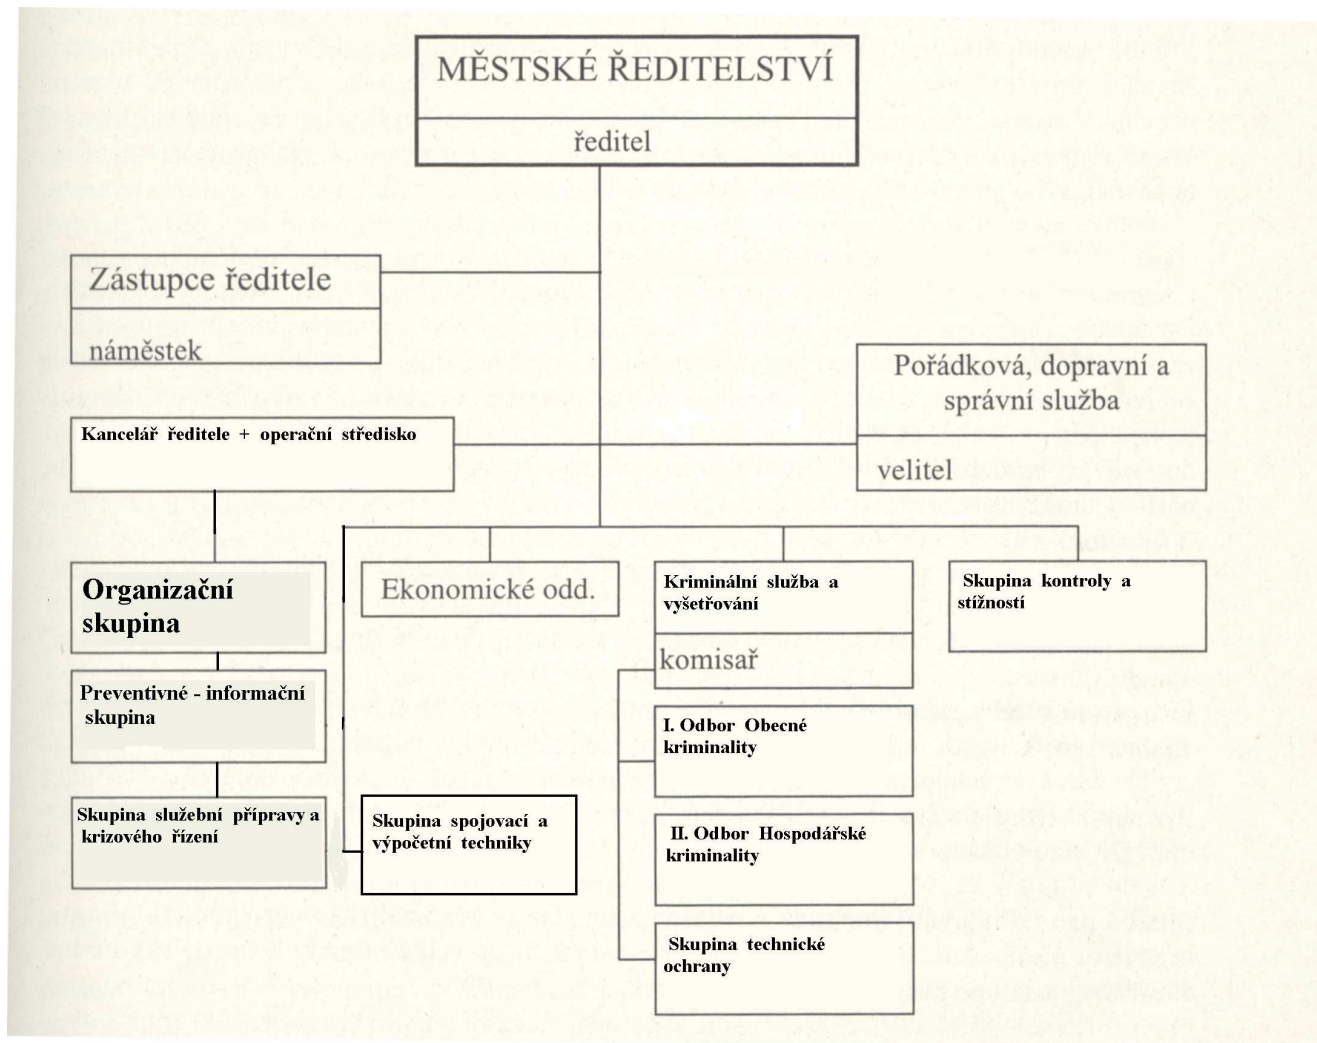 MĚSTSKÉ ŘEDITELSTVÍ
ředitel
Zástupce ředitele
náměstek
Pořádková, dopravní a
správní služba
velitel
Kancelář ředitele + operační středisko
Organizační
skupina
Ekonomické odd.
Kriminální služba a
vyšetřování
komisař
Skupina kontroly a
stížností
Preventivné - informační
skupina
I. Odbor Obecné
kriminality
Skupina služební přípravy a
krizového řízení
Skupina spojovací a
výpočetní techniky
II. Odbor Hospodářské
kriminality
Skupina technické
ochrany